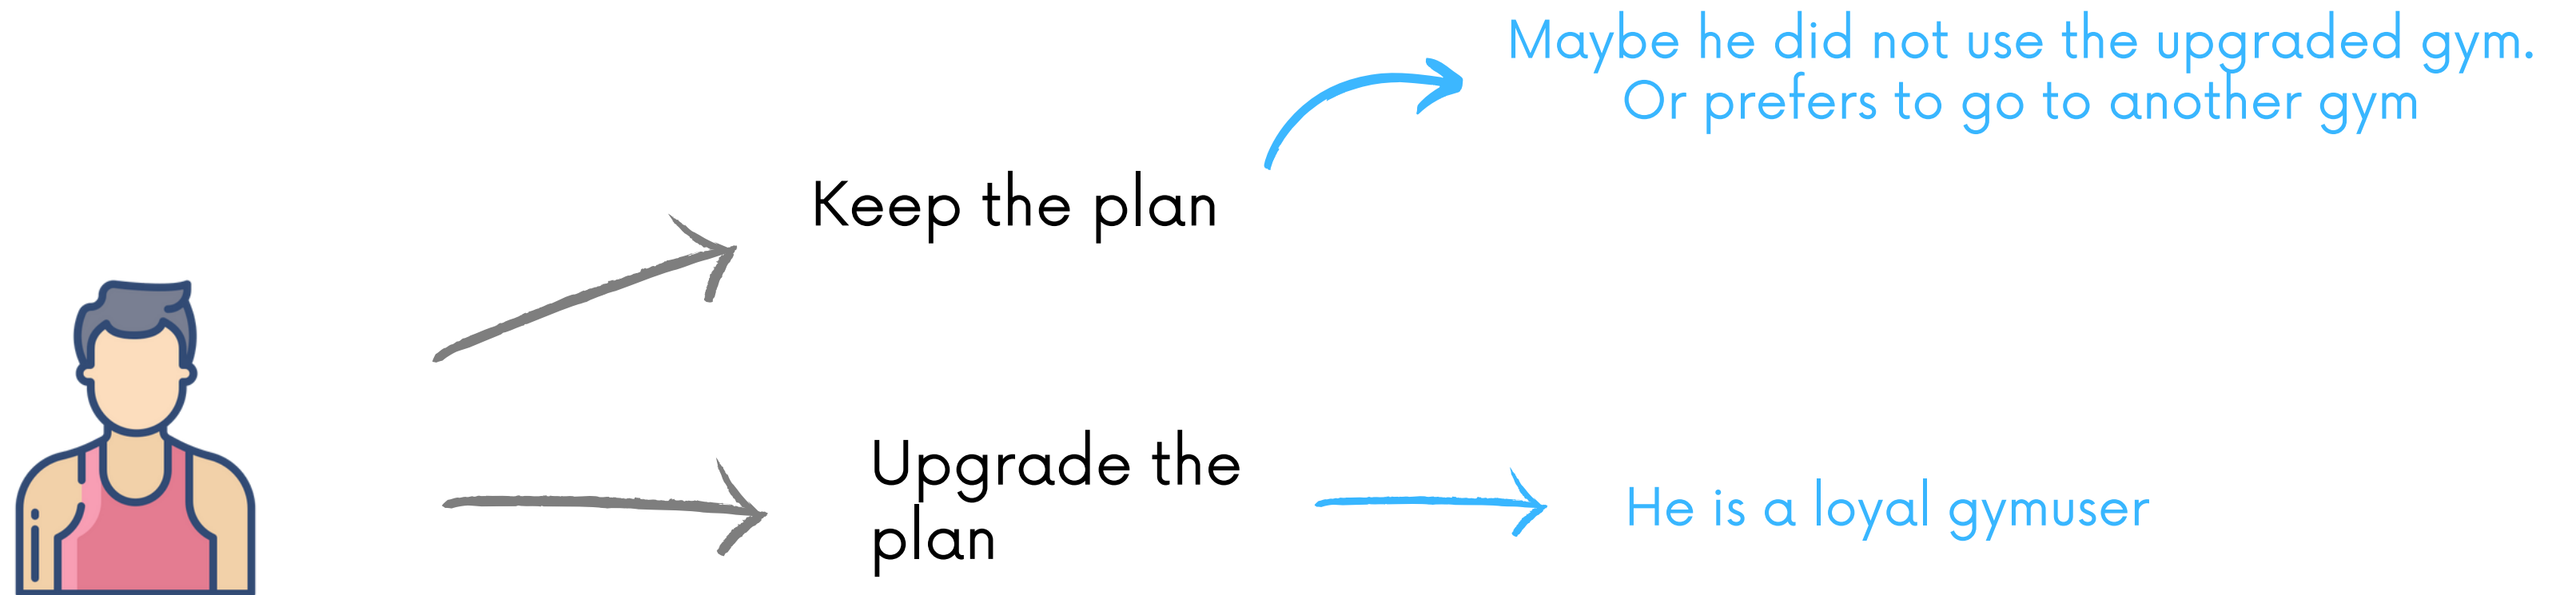 Maybe he did not use the upgraded gym.
Or prefers to go to another gym
Keep the plan
Upgrade the
plan
He is a loyal gymuser